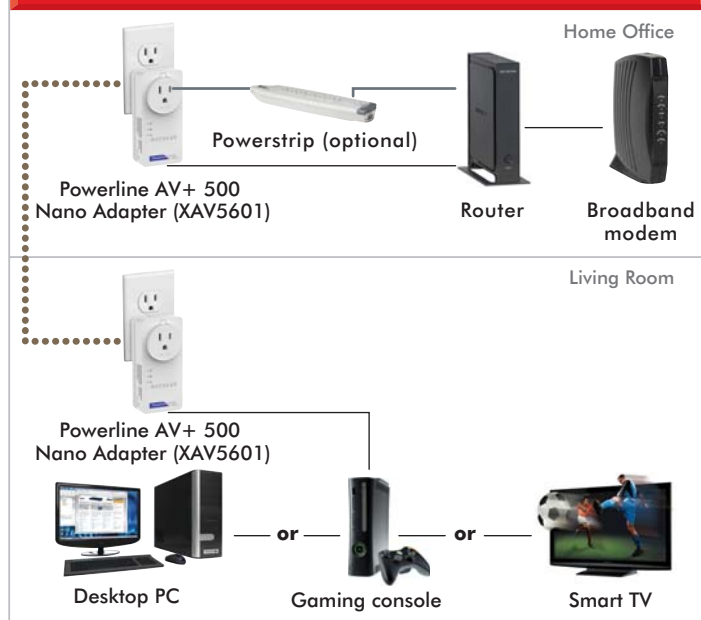 Home Office
Powerstrip (optional)
Powerline AV+ 500
Nano Adapter (XAV5601)
Router
Broadband
modem
Living Room
Powerline AV+ 500
Nano Adapter (XAV5601)
or
or
Desktop PC
Gaming console
Smart TV